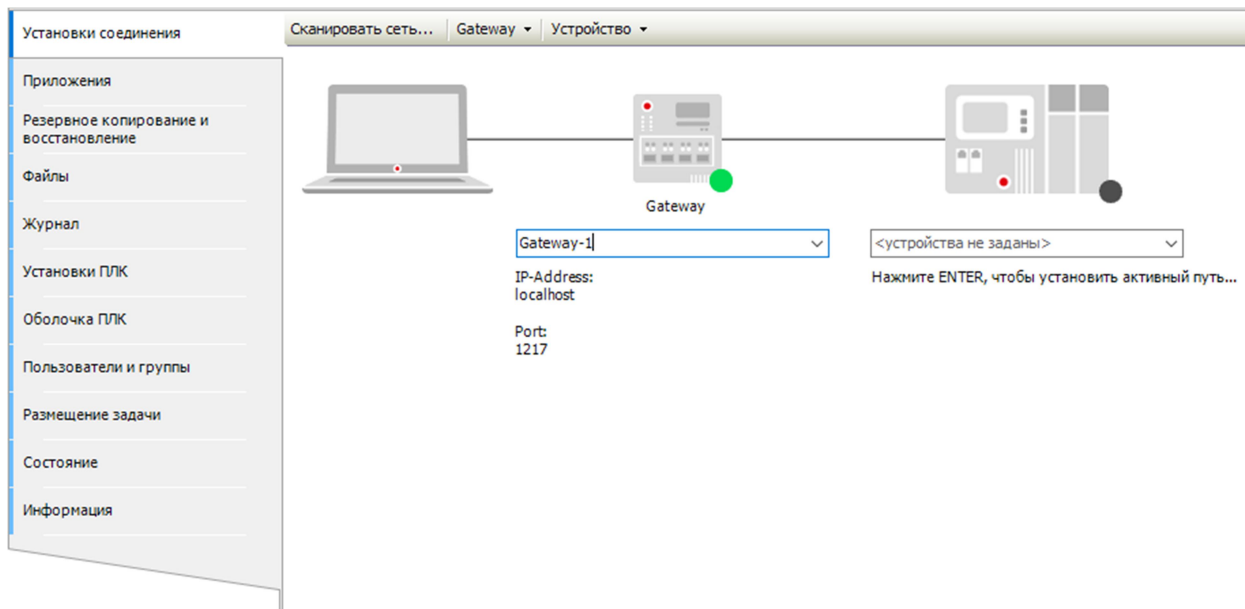 Установки соединения
Приложения
Резервное копирование и
восстановление
Файлы
Журнал
Установки ПЛК
Оболочка ПЛК
Пользователи и группы
Размещение задачи
Состояние
Информация
Сканировать сеть... Gateway Устройство
Gateway
Gateway-1
<устройства не заданы>
IP-Address:
localhost
Нажмите ENTER, чтобы установить активный путь...
Port:
1217